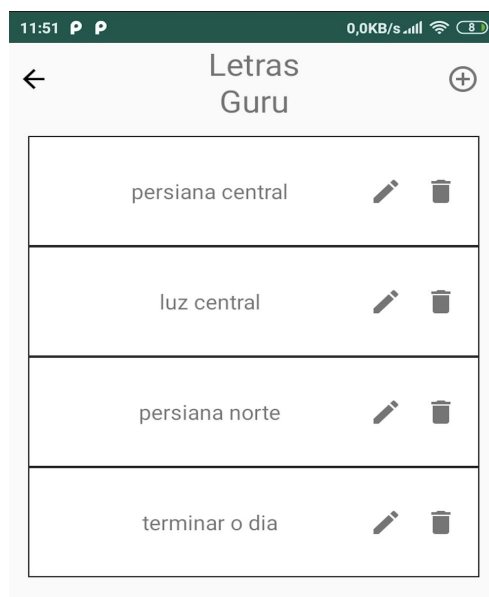 11:51 P P 0,0KB/s 8
Letras
Guru
persiana central
luz central
persiana norte
terminar o dia